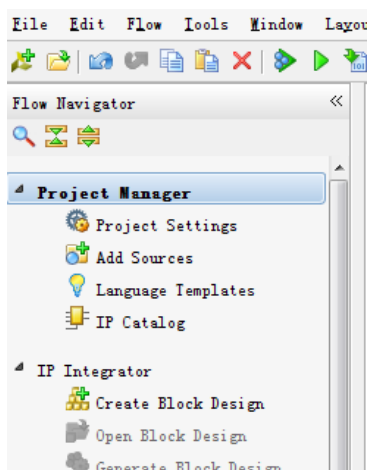 File Edit Flow Tools Window Layou
Flow Navigator
Project Manager
Project Settings
Add Sources
Language Templates
IP Catalog
IP Integrator
Create Block Design
Open Block Design
Generate Block Design